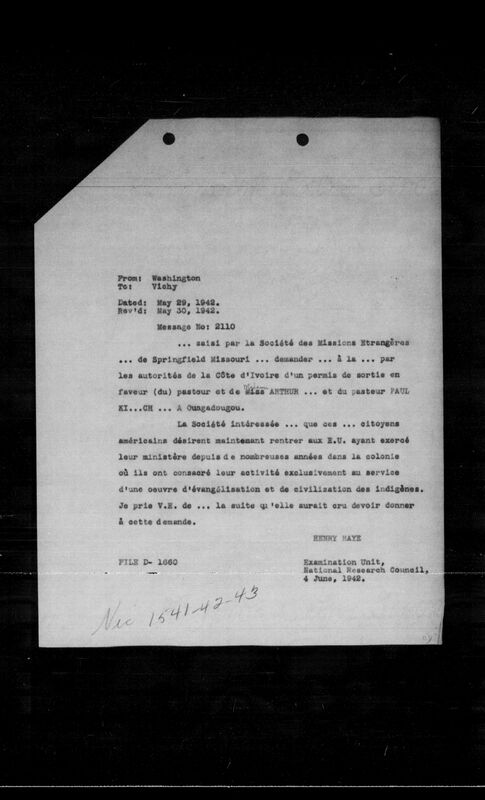 From: Washington
To: Vichy
Dated: May 29, 1942.
Rev'd: May 30, 1942.
Message No: 2110
... saisi par la Société des Missions Etrangères
... de Springfield Missouri ... demander ... à la ... par
les autorités de la Côte d'Ivoire d'un permis de sortie en
faveur (du) pasteur et de Miss ARTHUR ... et du pasteur PAUL
KI...CH ... A Ouagadougou.
La Société intéressée ... que ces ... citoyens
américains désirent maintenant rentrer aux E.U. ayant exercé
leur ministère depuis de nombreuses années dans la colonie
où ils ont consacré leur activité exclusivement au service
d'une oeuvre d'évangélisation et de civilization des indigènes.
Je prie V.E. de ... la suite qu'elle aurait cru devoir donner
à cette demande.
HENRY HAYE
FILE D- 1660
Examination Unit,
National Research Council,
4 June, 1942.
1541-42-43